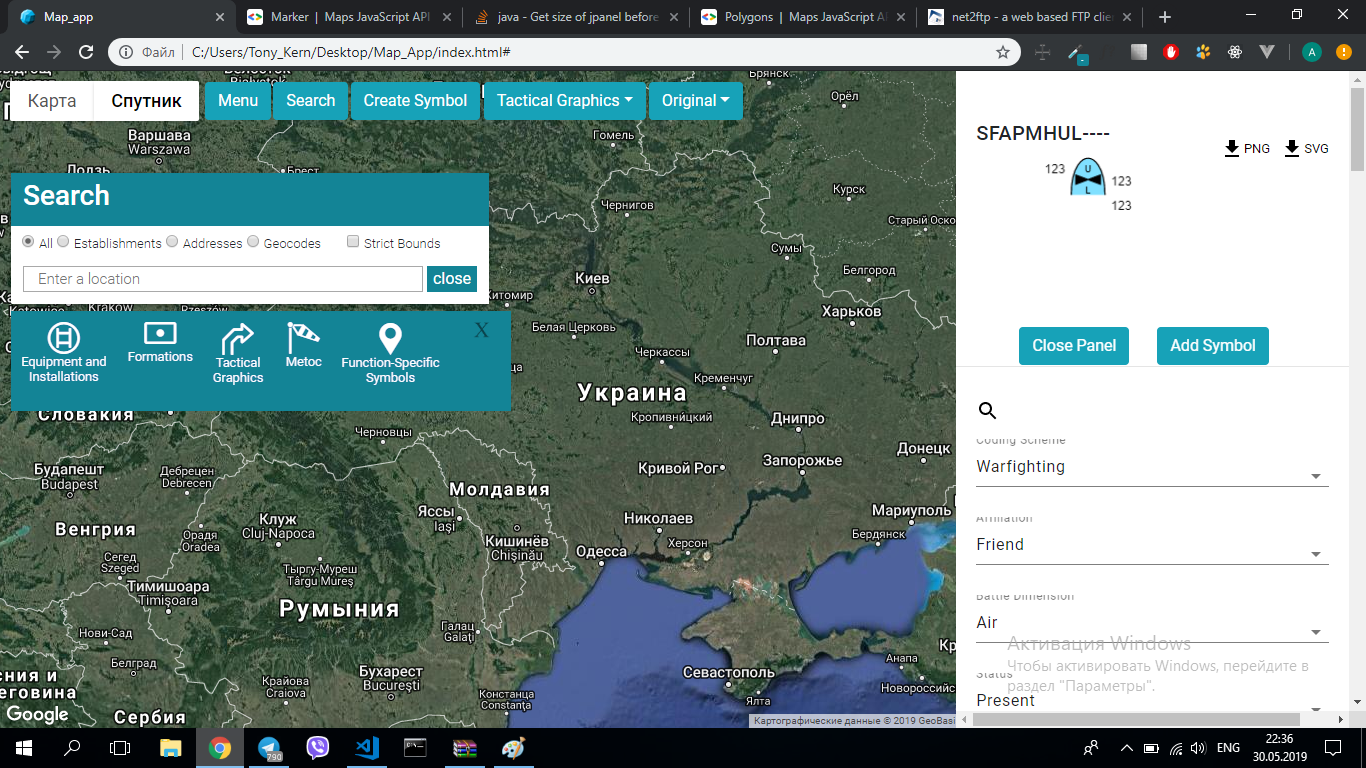 Map_app
Marker | Maps JavaScript API
java - Get size of jpanel before
Polygons | Maps JavaScript A
net2ftp - a web based FTP clie
Файл | C:/Users/Tony_Kern/Desktop/Map_App/index.html#
A
Карта Спутник Menu Search Create Symbol Tactical Graphics Original
Search
All Establishments Addresses Geocodes Strict Bounds
Enter a location close
Equipment and
Installations
Formations
Tactical
Graphics
Metoc
Function-Specific
Symbols
X
Брянск
Орёл
Гомель
Варшава
Warszawa
Лодзь
Брест
Курск
Чернигов
Старый Оско
Сумы
Белгород
Киев
Житомир
Kraków
Rzeszów
Белая Церковь
Харьков
Полтава
Черкассы
Кременчуг
Украина
Кропивницкий
Днипро
Словакия
Черновцы
Донецк
Кривой Рог
Запорожье
Будапешт
Budapest
Дебрецен
Debrecen
Молдавия
Яссы
Iași
Николаев
Мариуполь
Венгрия
Орадя
Oradea
Клуж
Cluj-Napoca
Кишинёв
Chișinău
Одесса
Херсон
Бердянск
Сегед
Szeged
Тыргу-Муреш
Târgu Mureș
Тимишоара
Timișoara
Румыния
Галац
Galați
Нови-Сад
Белград
Крайова
Craiova
Бухарест
București
Констанца
Constanța
Севастополь
Ялта
Анапа
Новороссийс
Сербия
Google
Картографические данные © 2019 GeoBasi
SFAPMHUL----
PNG SVG
123
U
L
123
123
Close Panel Add Symbol
Coding Scheme
Warfighting
Affiliation
Friend
Battle Dimension
Air
Status
Present
Активация Windows
Чтобы активировать Windows, перейдите в
раздел "Параметры".
790
ENG
22:36
30.05.2019